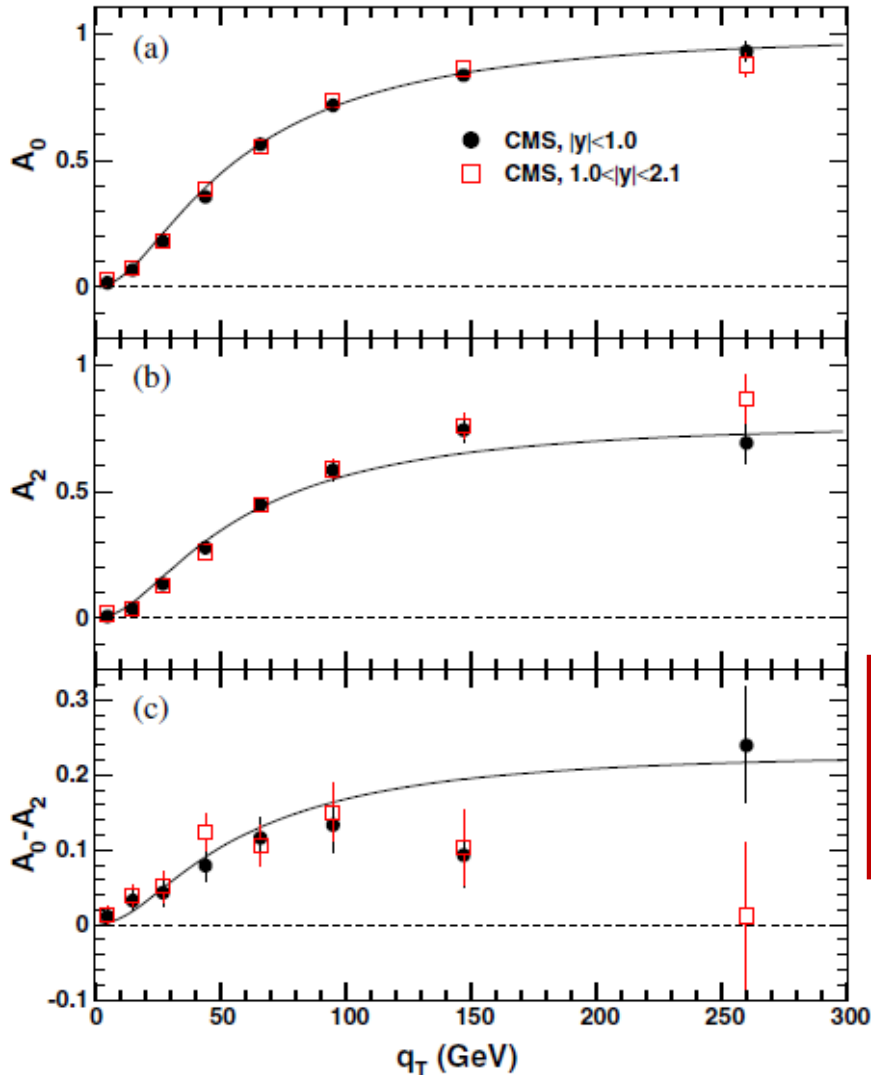 (a)
1
0.5
0
A0
CMS, |y|<1.0
CMS, 1.0<|y|<2.1
(b)
1
0.5
0
A2
(c)
0.3
0.2
0.1
0
-0.1
A0-A2
0 50 100 150 200 250 300
qT (GeV)